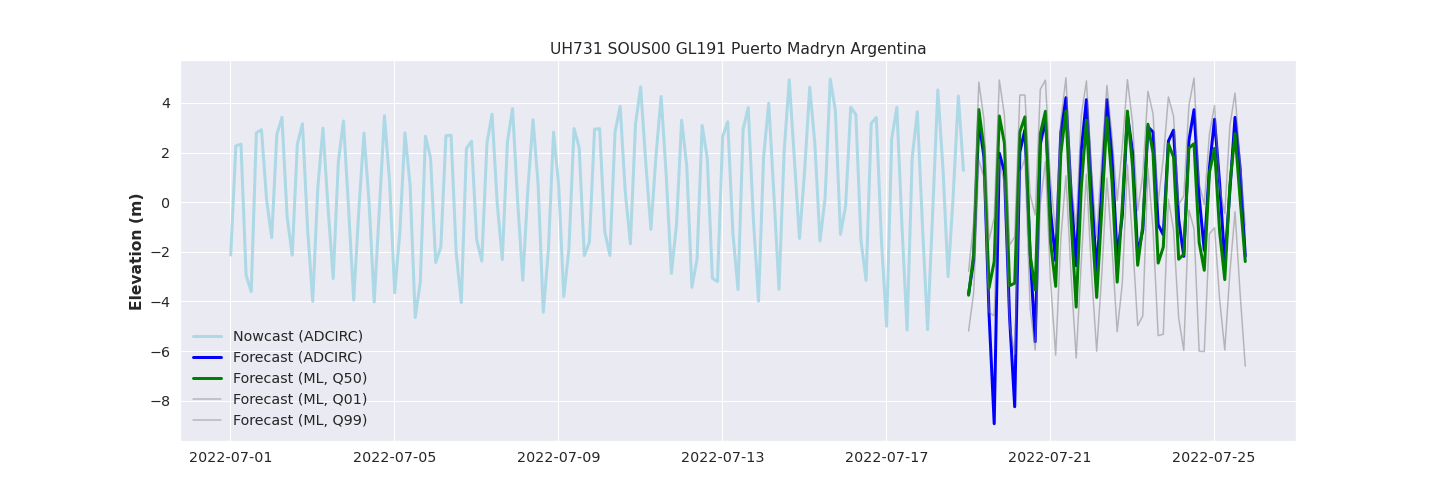 UH731 SOUS00 GL191 Puerto Madryn Argentina
Elevation (m)
4
2
0
−2
−4
−6
−8
Nowcast (ADCIRC)
Forecast (ADCIRC)
Forecast (ML, Q50)
Forecast (ML, Q01)
Forecast (ML, Q99)
2022-07-01 2022-07-05 2022-07-09 2022-07-13 2022-07-17 2022-07-21 2022-07-25